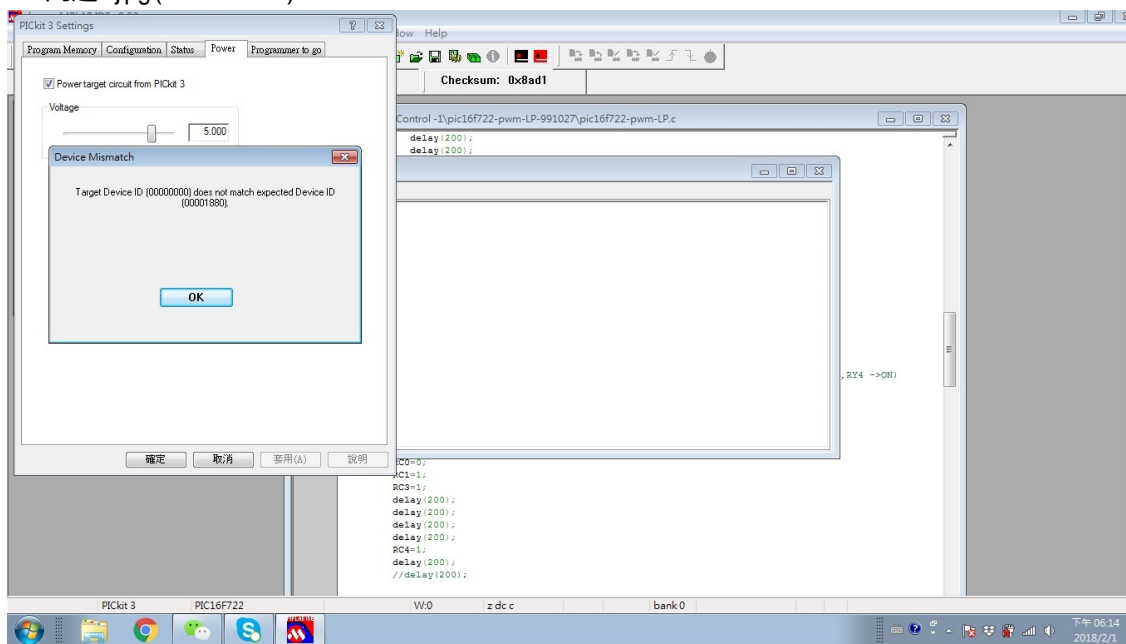 PICkit 3 Settings
low Help
Program Memory Configuration Status Power Programmer to go
Checksum: 0x8ad1
Power target circuit from PICkit 3
Voltage
5.000
Control -1\pic16f722-pwm-LP-991027\pic16f722-pwm-LP.c
delay(200);
delay(200);
Device Mismatch
Target Device ID (00000000) does not match expected Device ID
(00001880).
OK
,RY4 ->ON)
確定 取消 套用(A) 說明
RC0=0;
RC1=1;
RC3=1;
delay(200);
delay(200);
delay(200);
delay(200);
RC4=1;
delay(200);
//delay(200);
PICkit 3 PIC16F722 W:0 z dc c bank 0
下午 06:14
2018/2/1